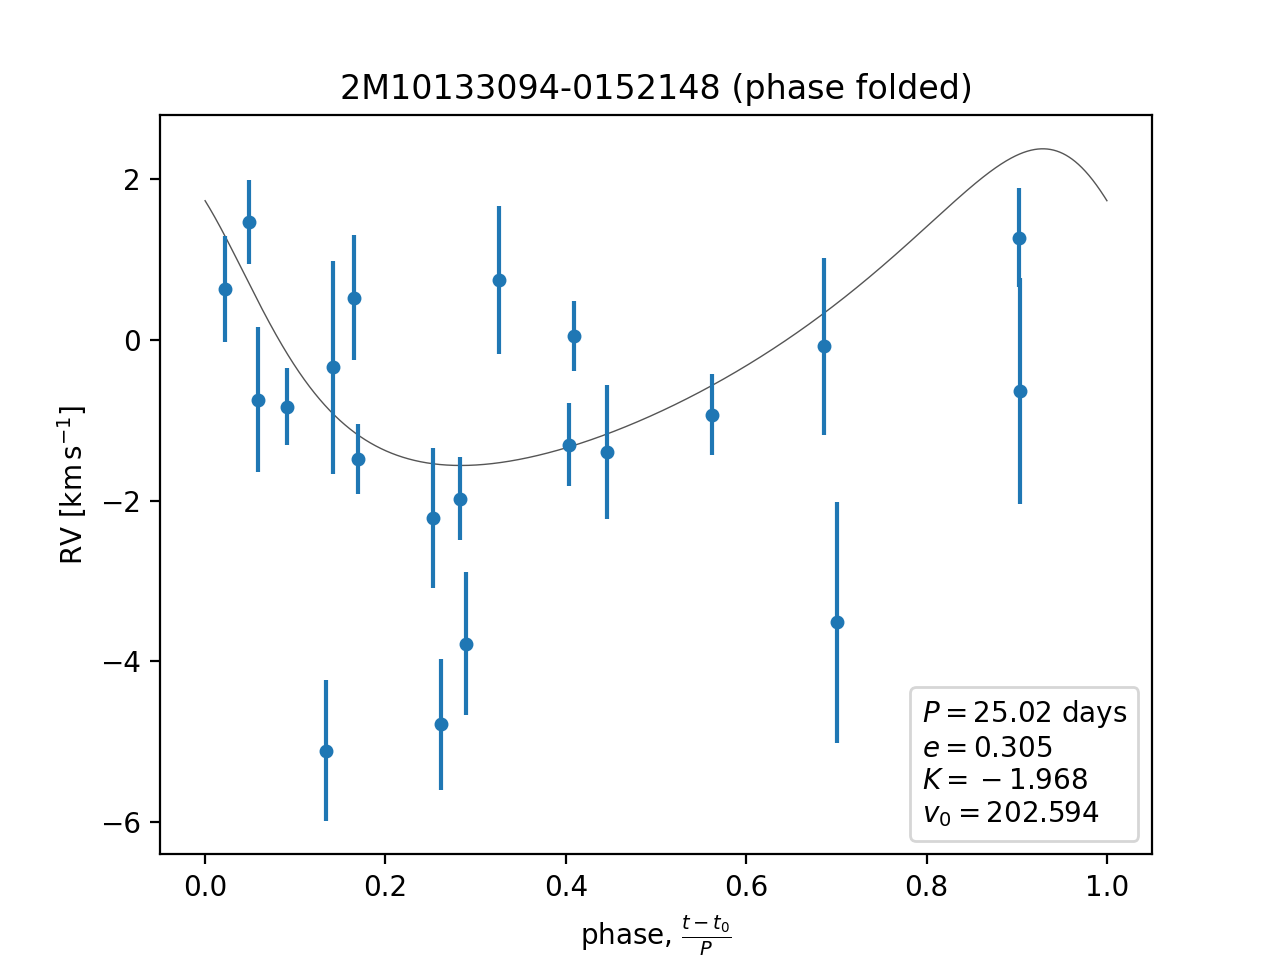 2M10133094-0152148 (phase folded)
RV [km s⁻¹]
2
0
−2
−4
−6
P = 25.02 days
e = 0.305
K = −1.968
v₀ = 202.594
0.0 0.2 0.4 0.6 0.8 1.0
phase, (t − t₀)/P